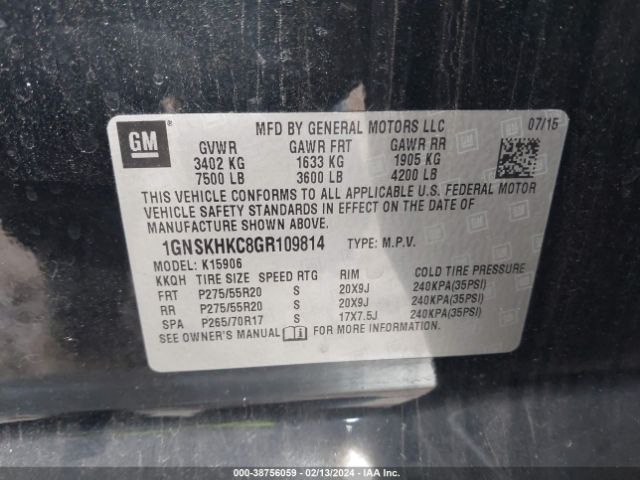 GM ®
MFD BY GENERAL MOTORS LLC 07/15
GVWR GAWR FRT GAWR RR
3402 KG 1633 KG 1905 KG
7500 LB 3600 LB 4200 LB
THIS VEHICLE CONFORMS TO ALL APPLICABLE U.S. FEDERAL MOTOR
VEHICLE SAFETY STANDARDS IN EFFECT ON THE DATE OF
MANUFACTURE SHOWN ABOVE.
1GNSKHKC8GR109814 TYPE: M.P.V.
MODEL: K15906
KKQH TIRE SIZE SPEED RTG RIM COLD TIRE PRESSURE
FRT P275/55R20 S 20X9J 240KPA(35PSI)
RR P275/55R20 S 20X9J 240KPA(35PSI)
SPA P265/70R17 S 17X7.5J 240KPA(35PSI)
SEE OWNER'S MANUAL FOR MORE INFORMATION
000-38756059 - 02/13/2024 - IAA Inc.